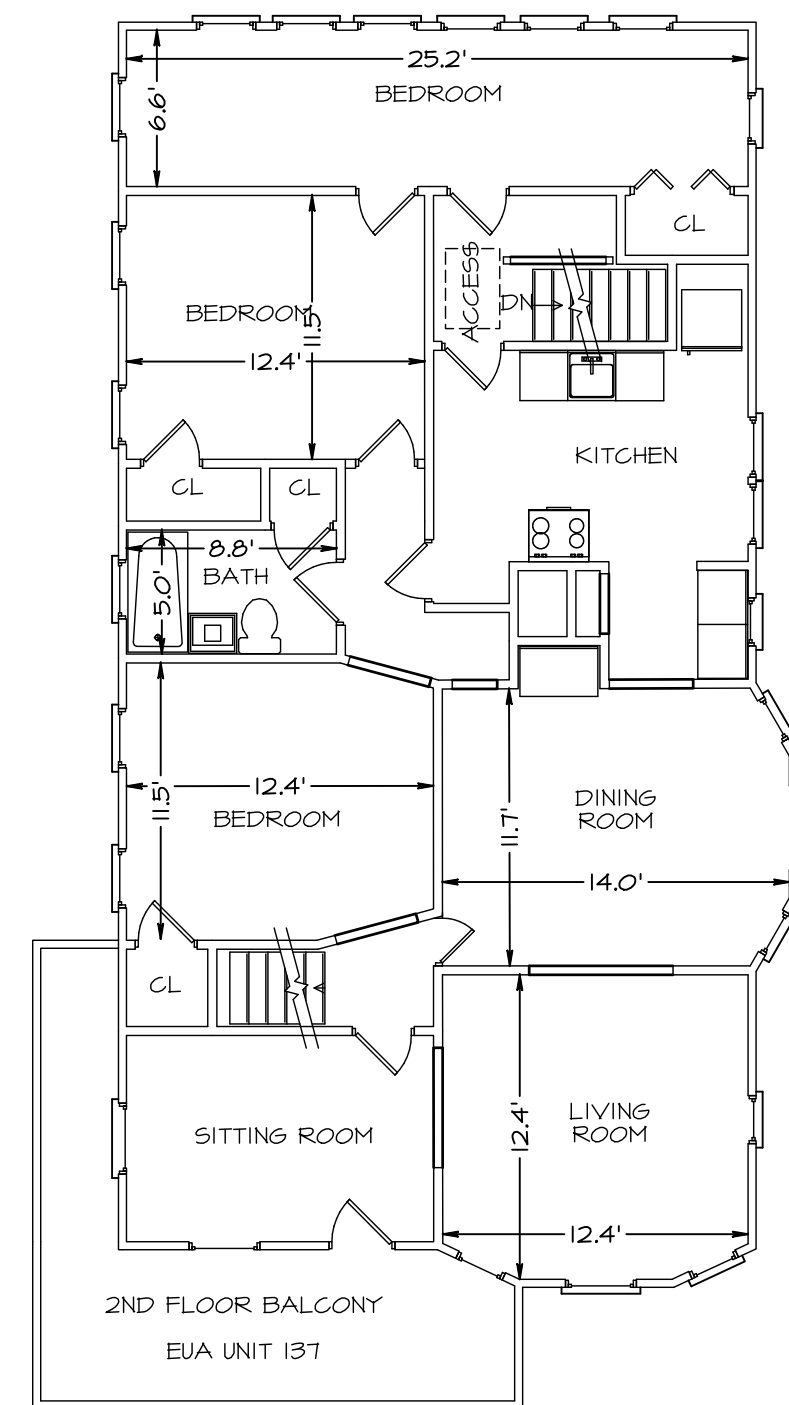 25.2'
BEDROOM
6.6'
CL
ACCESS
DN
BEDROOM
11.5'
12.4'
KITCHEN
CL
CL
8.8'
BATH
5.0'
12.4'
11.5'
BEDROOM
DINING
ROOM
11.7'
14.0'
CL
LIVING
ROOM
12.4'
SITTING ROOM
12.4'
2ND FLOOR BALCONY
EUA UNIT 137